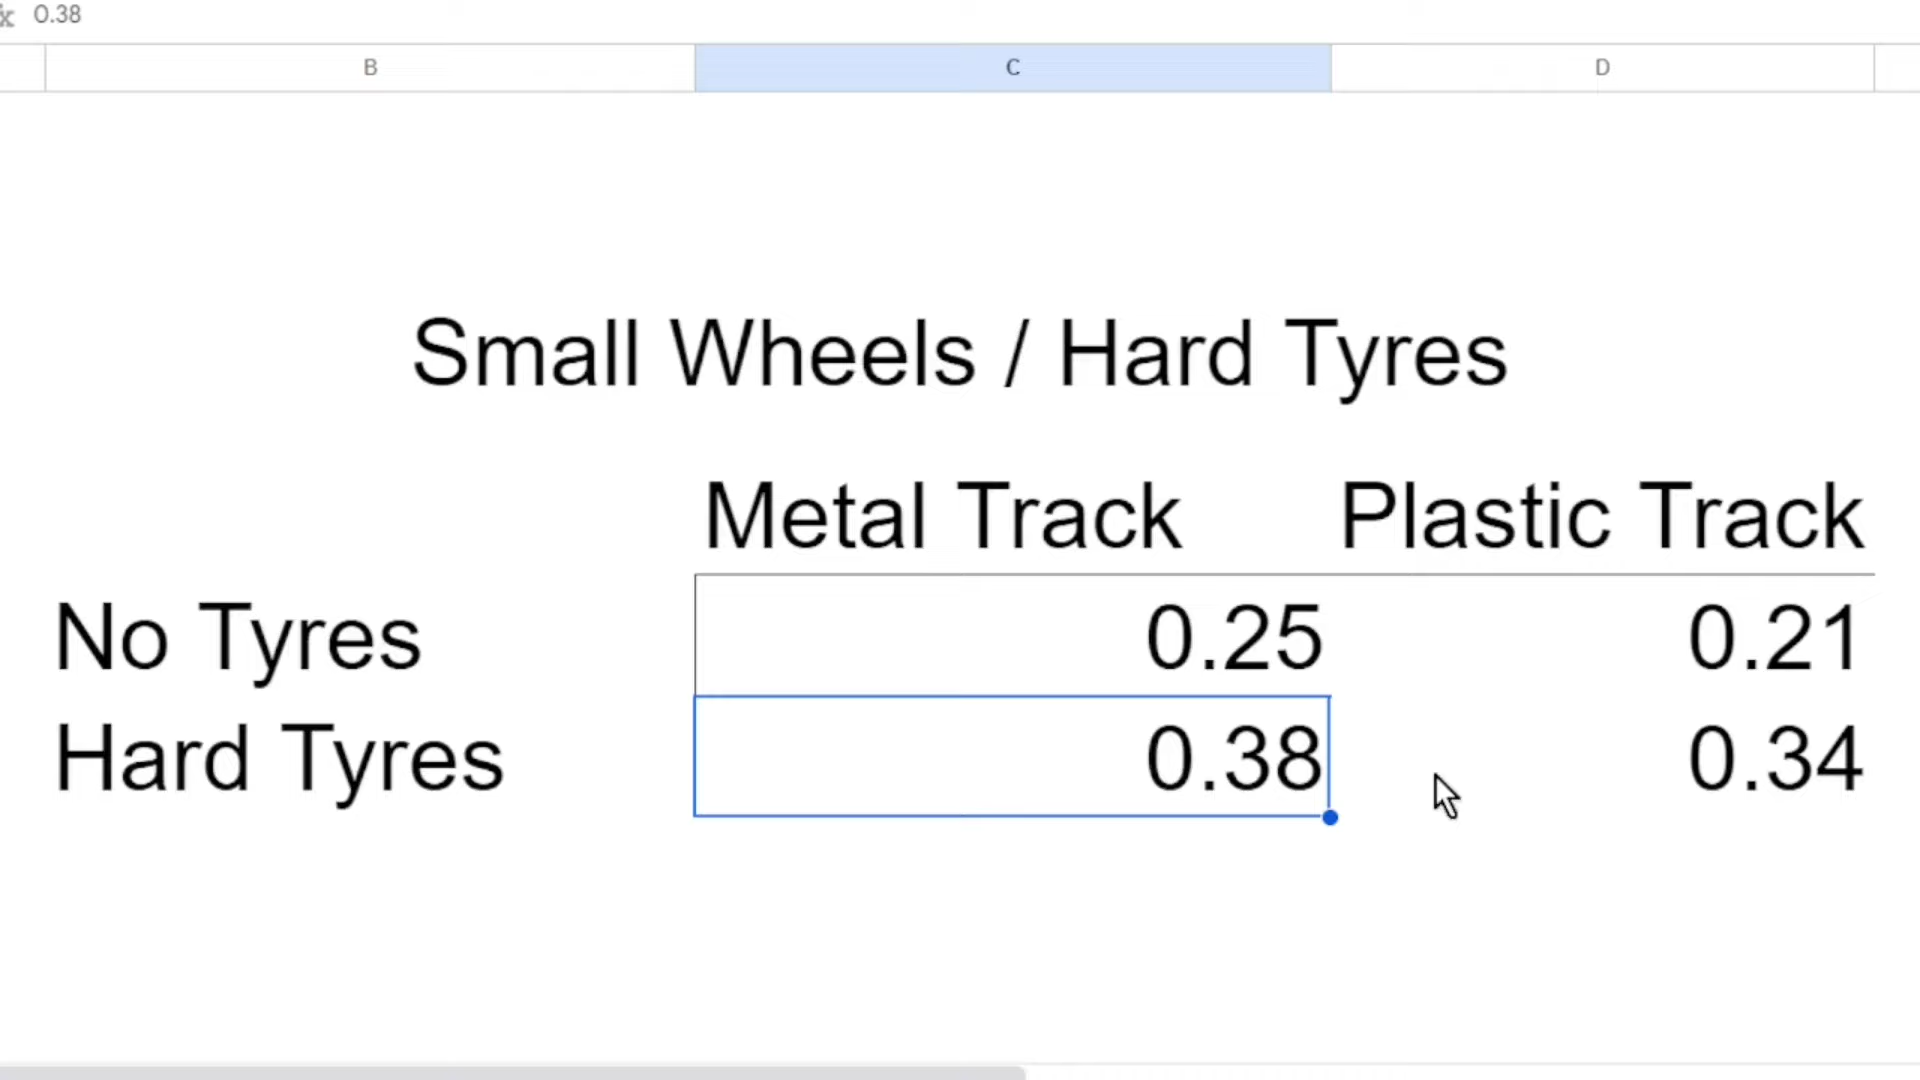 0.38
B C D
Small Wheels / Hard Tyres
Metal Track Plastic Track
No Tyres 0.25 0.21
Hard Tyres 0.38 0.34